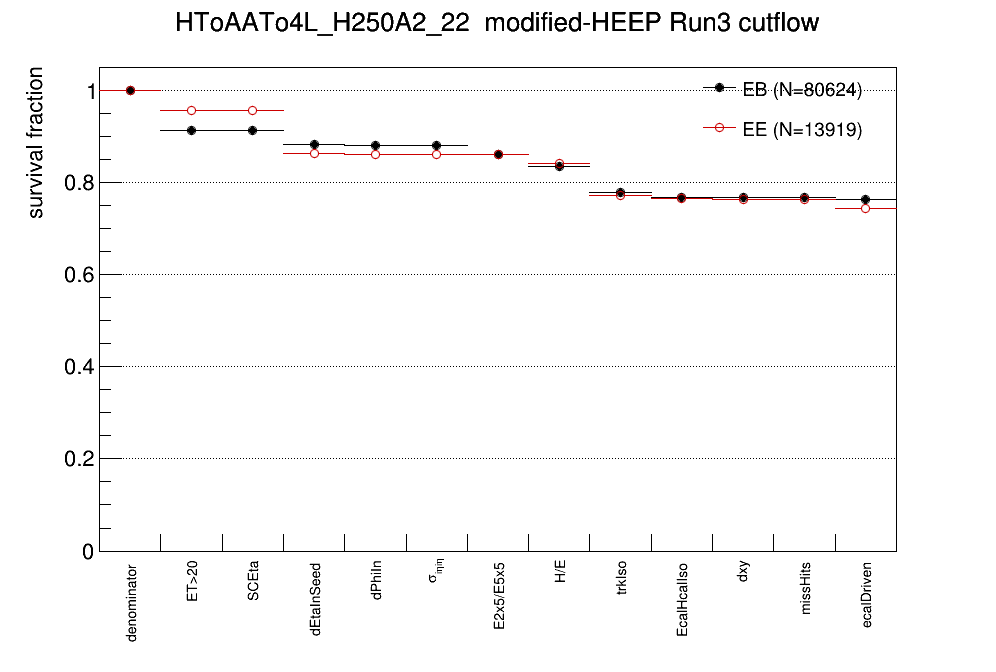 HToAATo4L_H250A2_22 modified-HEEP Run3 cutflow
survival fraction
1
0.8
0.6
0.4
0.2
0
EB (N=80624)
EE (N=13919)
denominator
ET>20
SCEta
dEtaInSeed
dPhiIn
σiηiη
E2x5/E5x5
H/E
trkIso
EcalHcalIso
dxy
missHits
ecalDriven